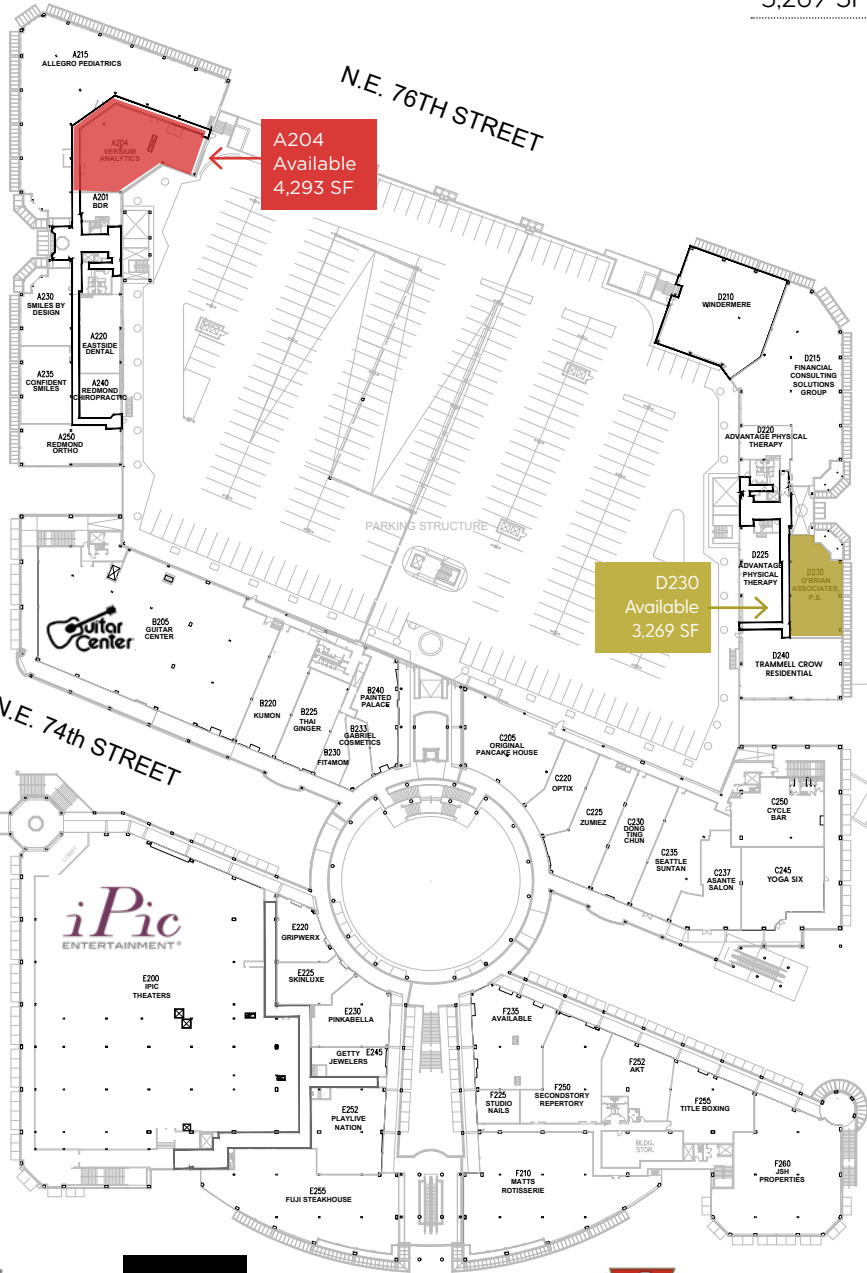 3,269 SF
A215
ALLEGRO PEDIATRICS
N.E. 76TH STREET
A204
VERSIUM
ANALYTICS
A204
Available
4,293 SF
A201
BDR
A230
SMILES BY
DESIGN
A220
EASTSIDE
DENTAL
A235
CONFIDENT
SMILES
A240
REDMOND
CHIROPRACTIC
A250
REDMOND
ORTHO
D210
WINDERMERE
D215
FINANCIAL
CONSULTING
SOLUTIONS
GROUP
D220
ADVANTAGE PHYSICAL
THERAPY
PARKING STRUCTURE
D225
ADVANTAGE
PHYSICAL
THERAPY
D230
O'BRIAN
ASSOCIATES,
P.S.
D230
Available
3,269 SF
D240
TRAMMELL CROW
RESIDENTIAL
Guitar
Center
B205
GUITAR
CENTER
B220
KUMON
B225
THAI
GINGER
B230
FIT4MOM
B233
GABRIEL
COSMETICS
B240
PAINTED
PALACE
N.E. 74th STREET
C205
ORIGINAL
PANCAKE HOUSE
C220
OPTIX
C225
ZUMIEZ
C230
DONG
TING
CHUN
C235
SEATTLE
SUNTAN
C237
ASANTE
SALON
C250
CYCLE
BAR
C245
YOGA SIX
LOBBY
iPic
ENTERTAINMENT®
E200
IPIC
THEATERS
E220
GRIPWERX
E225
SKINLUXE
E230
PINKABELLA
GETTY
JEWELERS
E245
E252
PLAYLIVE
NATION
E255
FUJI STEAKHOUSE
F235
AVAILABLE
F225
STUDIO
NAILS
F250
SECONDSTORY
REPERTORY
F252
AKT
F255
TITLE BOXING
BLDG.
STOR.
F210
MATTS
ROTISSERIE
F260
JSH
PROPERTIES